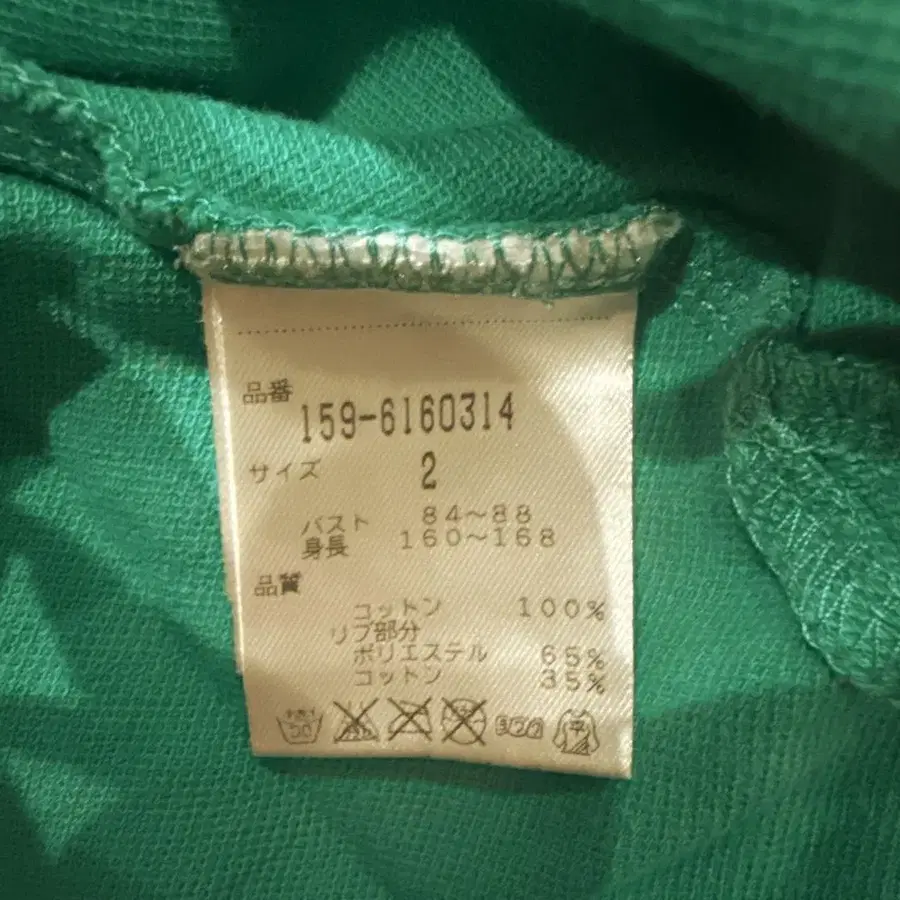 品番
159-6160314
サイズ 2
バスト 84~88
身長 160~168
品質
コットン 100%
リブ部分
ポリエステル 65%
コットン 35%
平